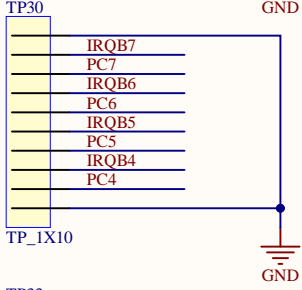 TP30 GND
IRQB7
PC7
IRQB6
PC6
IRQB5
PC5
IRQB4
PC4
TP_1X10
GND